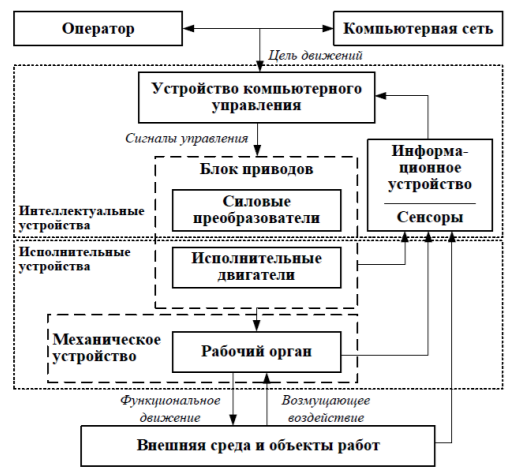 Оператор
Компьютерная сеть
Цель движений
Устройство компьютерного
управления
Сигналы управления
Информа-
ционное
устройство
Сенсоры
Блок приводов
Силовые
преобразователи
Интеллектуальные
устройства
Исполнительные
устройства
Исполнительные
двигатели
Механическое
устройство
Рабочий орган
Функциональное
движение
Возмущающее
воздействие
Внешняя среда и объекты работ